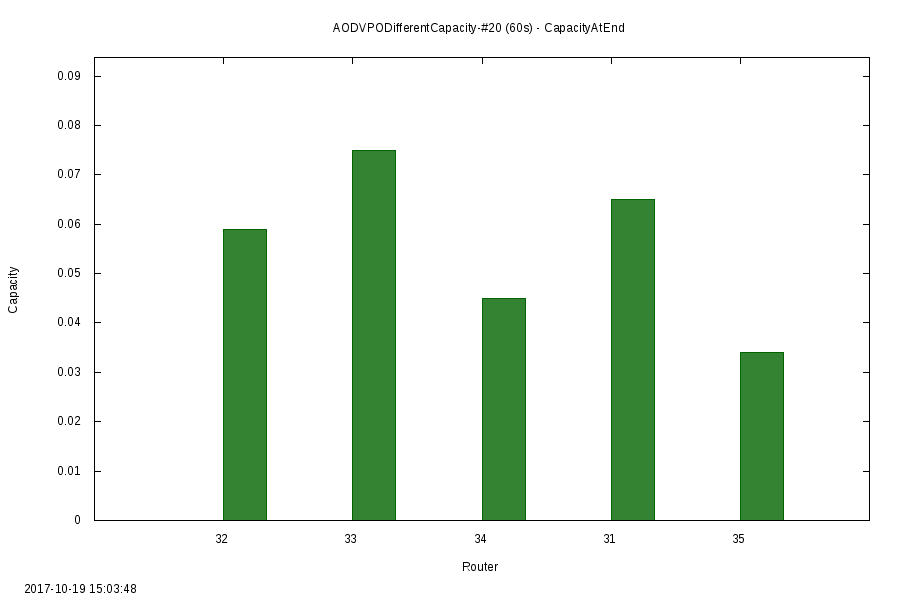 AODVPODifferentCapacity-#20 (60s) - CapacityAtEnd
0.09
0.08
0.07
0.06
0.05
0.04
0.03
0.02
0.01
0
Capacity
32 33 34 31 35
Router
2017-10-19 15:03:48